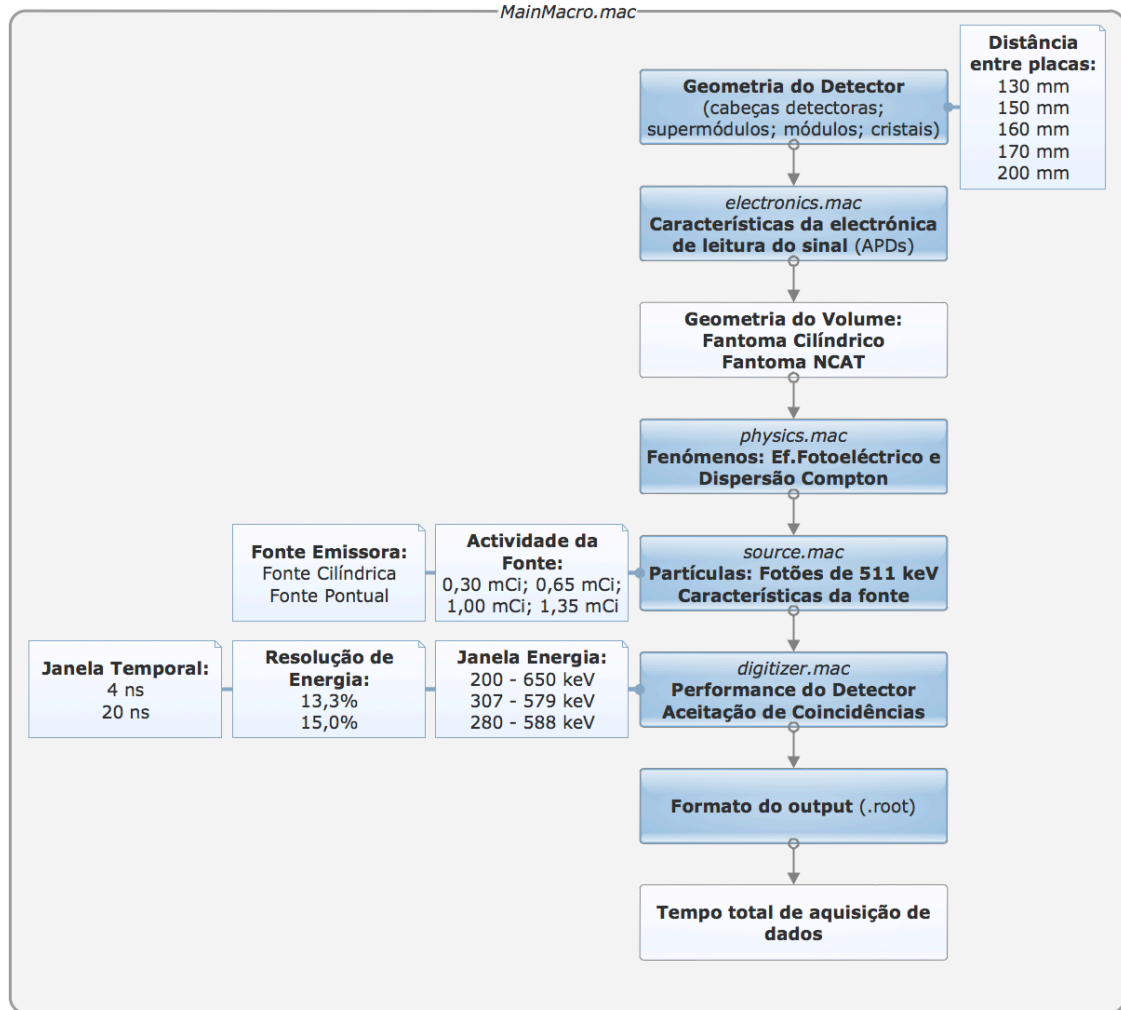 MainMacro.mac
Distância
entre placas:
130 mm
150 mm
160 mm
170 mm
200 mm
Geometria do Detector
(cabeças detectoras;
supermódulos; módulos; cristais)
electronics.mac
Características da electrónica
de leitura do sinal (APDs)
Geometria do Volume:
Fantoma Cilíndrico
Fantoma NCAT
physics.mac
Fenómenos: Ef.Fotoeléctrico e
Dispersão Compton
Fonte Emissora:
Fonte Cilíndrica
Fonte Pontual
Actividade da
Fonte:
0,30 mCi; 0,65 mCi;
1,00 mCi; 1,35 mCi
source.mac
Partículas: Fotões de 511 keV
Características da fonte
Janela Temporal:
4 ns
20 ns
Resolução de
Energia:
13,3%
15,0%
Janela Energia:
200 - 650 keV
307 - 579 keV
280 - 588 keV
digitizer.mac
Performance do Detector
Aceitação de Coincidências
Formato do output (.root)
Tempo total de aquisição de
dados